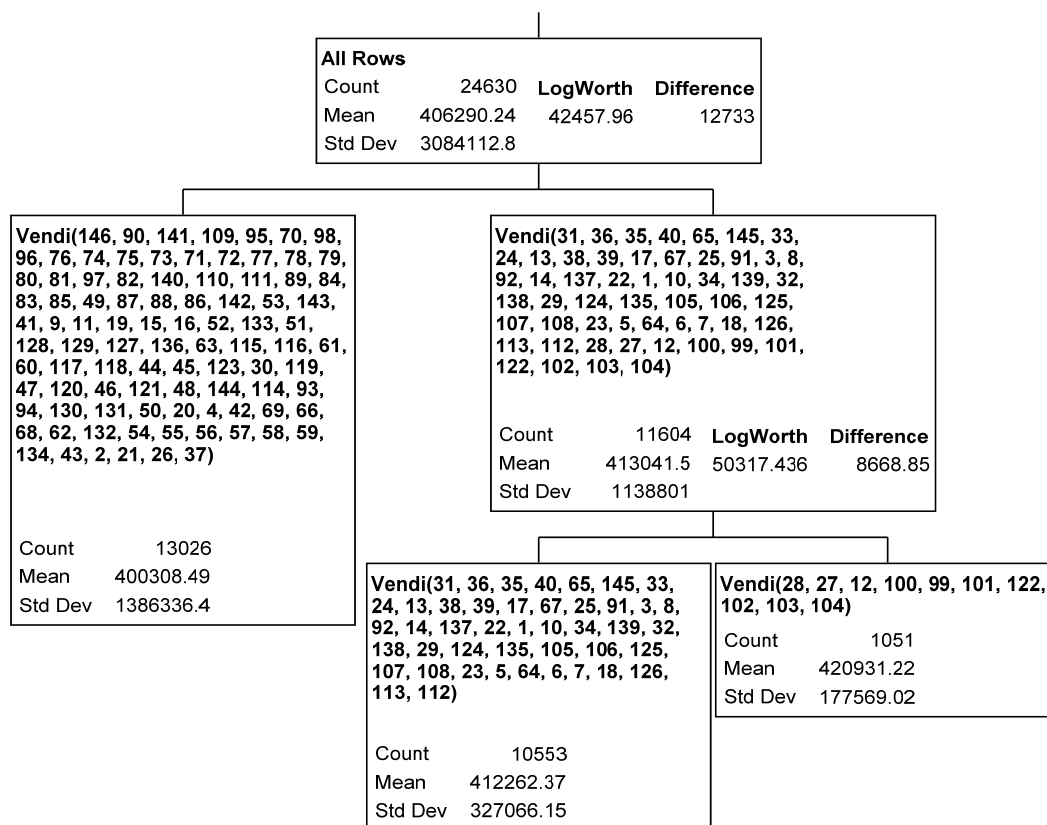 All Rows
Count 24630 LogWorth Difference
Mean 406290.24 42457.96 12733
Std Dev 3084112.8
Vendi(146, 90, 141, 109, 95, 70, 98,
96, 76, 74, 75, 73, 71, 72, 77, 78, 79,
80, 81, 97, 82, 140, 110, 111, 89, 84,
83, 85, 49, 87, 88, 86, 142, 53, 143,
41, 9, 11, 19, 15, 16, 52, 133, 51,
128, 129, 127, 136, 63, 115, 116, 61,
60, 117, 118, 44, 45, 123, 30, 119,
47, 120, 46, 121, 48, 144, 114, 93,
94, 130, 131, 50, 20, 4, 42, 69, 66,
68, 62, 132, 54, 55, 56, 57, 58, 59,
134, 43, 2, 21, 26, 37)
Count 13026
Mean 400308.49
Std Dev 1386336.4
Vendi(31, 36, 35, 40, 65, 145, 33,
24, 13, 38, 39, 17, 67, 25, 91, 3, 8,
92, 14, 137, 22, 1, 10, 34, 139, 32,
138, 29, 124, 135, 105, 106, 125,
107, 108, 23, 5, 64, 6, 7, 18, 126,
113, 112, 28, 27, 12, 100, 99, 101,
122, 102, 103, 104)
Count 11604 LogWorth Difference
Mean 413041.5 50317.436 8668.85
Std Dev 1138801
Vendi(31, 36, 35, 40, 65, 145, 33,
24, 13, 38, 39, 17, 67, 25, 91, 3, 8,
92, 14, 137, 22, 1, 10, 34, 139, 32,
138, 29, 124, 135, 105, 106, 125,
107, 108, 23, 5, 64, 6, 7, 18, 126,
113, 112)
Count 10553
Mean 412262.37
Std Dev 327066.15
Vendi(28, 27, 12, 100, 99, 101, 122,
102, 103, 104)
Count 1051
Mean 420931.22
Std Dev 177569.02